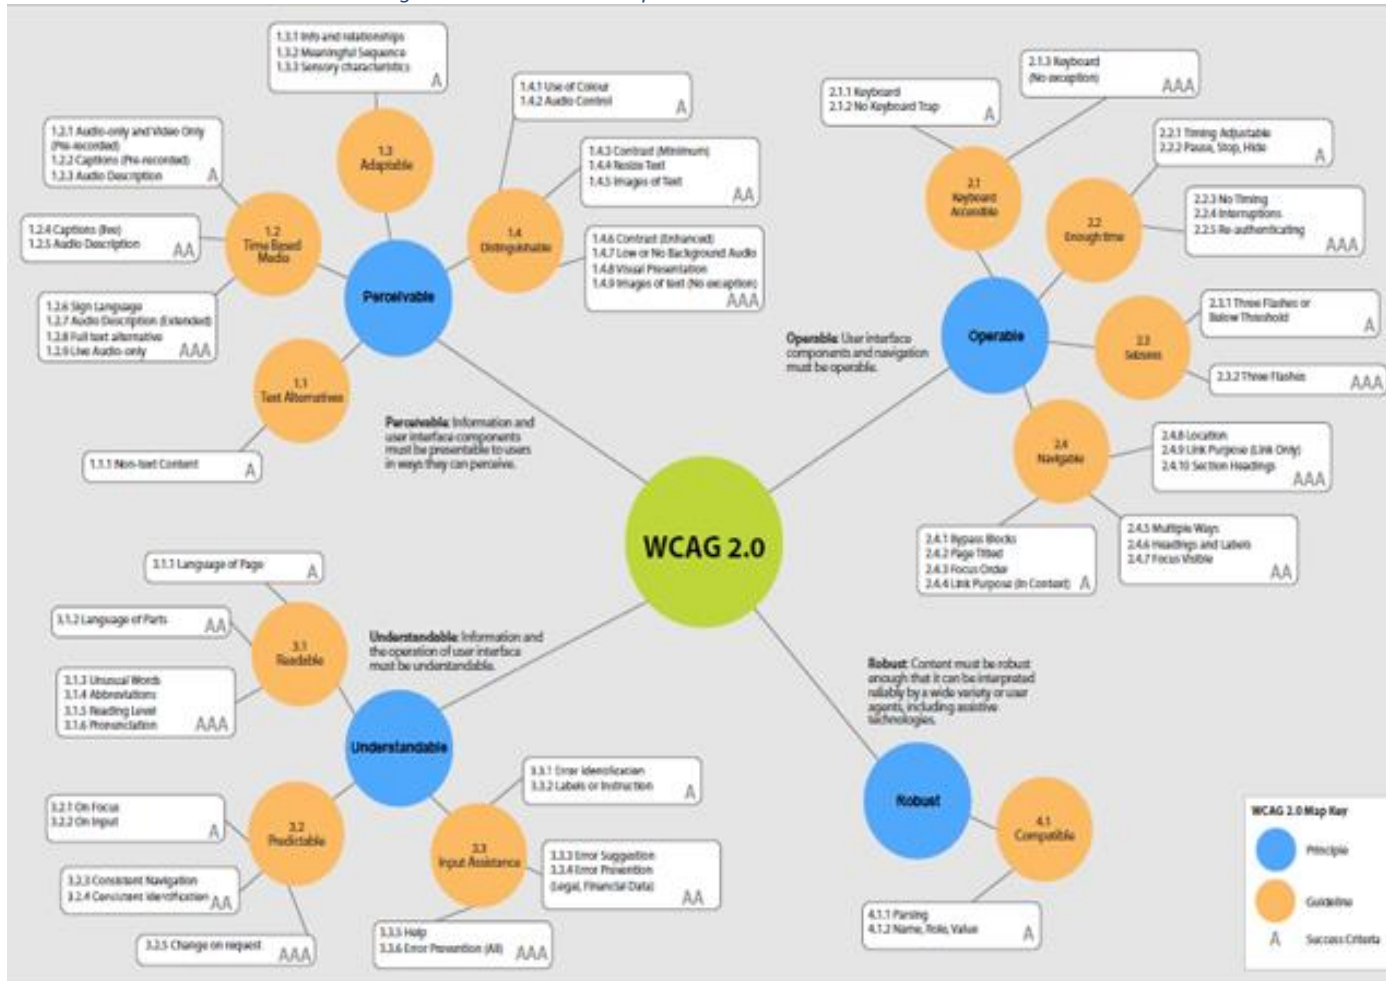 1.3.1 Info and relationships
1.3.2 Meaningful Sequence
1.3.3 Sensory characteristics
A
1.3
Adaptable
1.4.1 Use of Colour
1.4.2 Audio Control
A
1.4.3 Contrast (Minimum)
1.4.4 Resize Text
1.4.5 Images of Text
AA
1.4.6 Contrast (Enhanced)
1.4.7 Low or No Background Audio
1.4.8 Visual Presentation
1.4.9 Images of text (No exception)
AAA
1.4
Distinguishable
1.2.1 Audio-only and Video Only
(Pre-recorded)
1.2.2 Captions (Pre-recorded)
1.2.3 Audio Description
A
1.2.4 Captions (live)
1.2.5 Audio Description
AA
1.2.6 Sign Language
1.2.7 Audio Description (Extended)
1.2.8 Full text alternative
1.2.9 Live Audio-only
AAA
1.2
Time Based
Media
Perceivable
1.1
Text Alternatives
1.1.1 Non-text Content
A
Perceivable: Information and
user interface components
must be presentable to users
in ways they can perceive.
2.1.1 Keyboard
2.1.2 No Keyboard Trap
A
2.1.3 Keyboard
(No exception)
AAA
2.1
Keyboard
Accessible
2.2.1 Timing Adjustable
2.2.2 Pause, Stop, Hide
A
2.2.3 No Timing
2.2.4 Interruptions
2.2.5 Re-authenticating
AAA
2.2
Enough time
Operable
Operable: User interface
components and navigation
must be operable.
2.3.1 Three Flashes or
Below Threshold
A
2.3.2 Three Flashes
AAA
2.3
2.4
Navigable
2.4.8 Location
2.4.9 Link Purpose (Link Only)
2.4.10 Section Headings
AAA
2.4.5 Multiple Ways
2.4.6 Headings and Labels
2.4.7 Focus Visible
AA
2.4.1 Bypass Blocks
2.4.2 Page Titled
2.4.3 Focus Order
2.4.4 Link Purpose (In Context)
A
WCAG 2.0
3.1.1 Language of Page
A
3.1.2 Language of Parts
AA
3.1.3 Unusual Words
3.1.4 Abbreviations
3.1.5 Reading Level
3.1.6 Pronunciation
AAA
3.1
Readable
Understandable: Information and
the operation of user interface
must be understandable.
Understandable
3.2.1 On Focus
3.2.2 On Input
A
3.2.3 Consistent Navigation
3.2.4 Consistent Identification
AA
3.2.5 Change on request
AAA
3.2
Predictable
3.3
Input Assistance
3.3.1 Error Identification
3.3.2 Labels or Instruction
A
3.3.3 Error Suggestion
3.3.4 Error Prevention
(Legal, Financial Data)
AA
3.3.5 Help
3.3.6 Error Prevention (All)
AAA
Robust: Content must be robust
enough that it can be interpreted
reliably by a wide variety or user
agents, including assistive
technologies.
Robust
4.1
Compatible
4.1.1 Parsing
4.1.2 Name, Role, Value
A
WCAG 2.0 Map Key
Principle
Guideline
A
Success Criteria